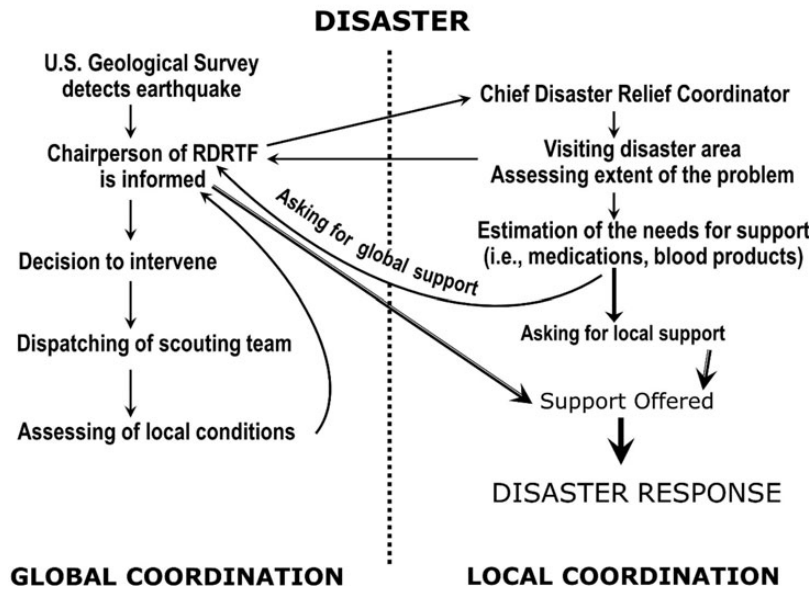 DISASTER
U.S. Geological Survey
detects earthquake
Chairperson of RDRTF
is informed
Decision to intervene
Dispatching of scouting team
Assessing of local conditions
Asking for global support
Chief Disaster Relief Coordinator
Visiting disaster area
Assessing extent of the problem
Estimation of the needs for support
(i.e., medications, blood products)
Asking for local support
Support Offered
DISASTER RESPONSE
GLOBAL COORDINATION
LOCAL COORDINATION